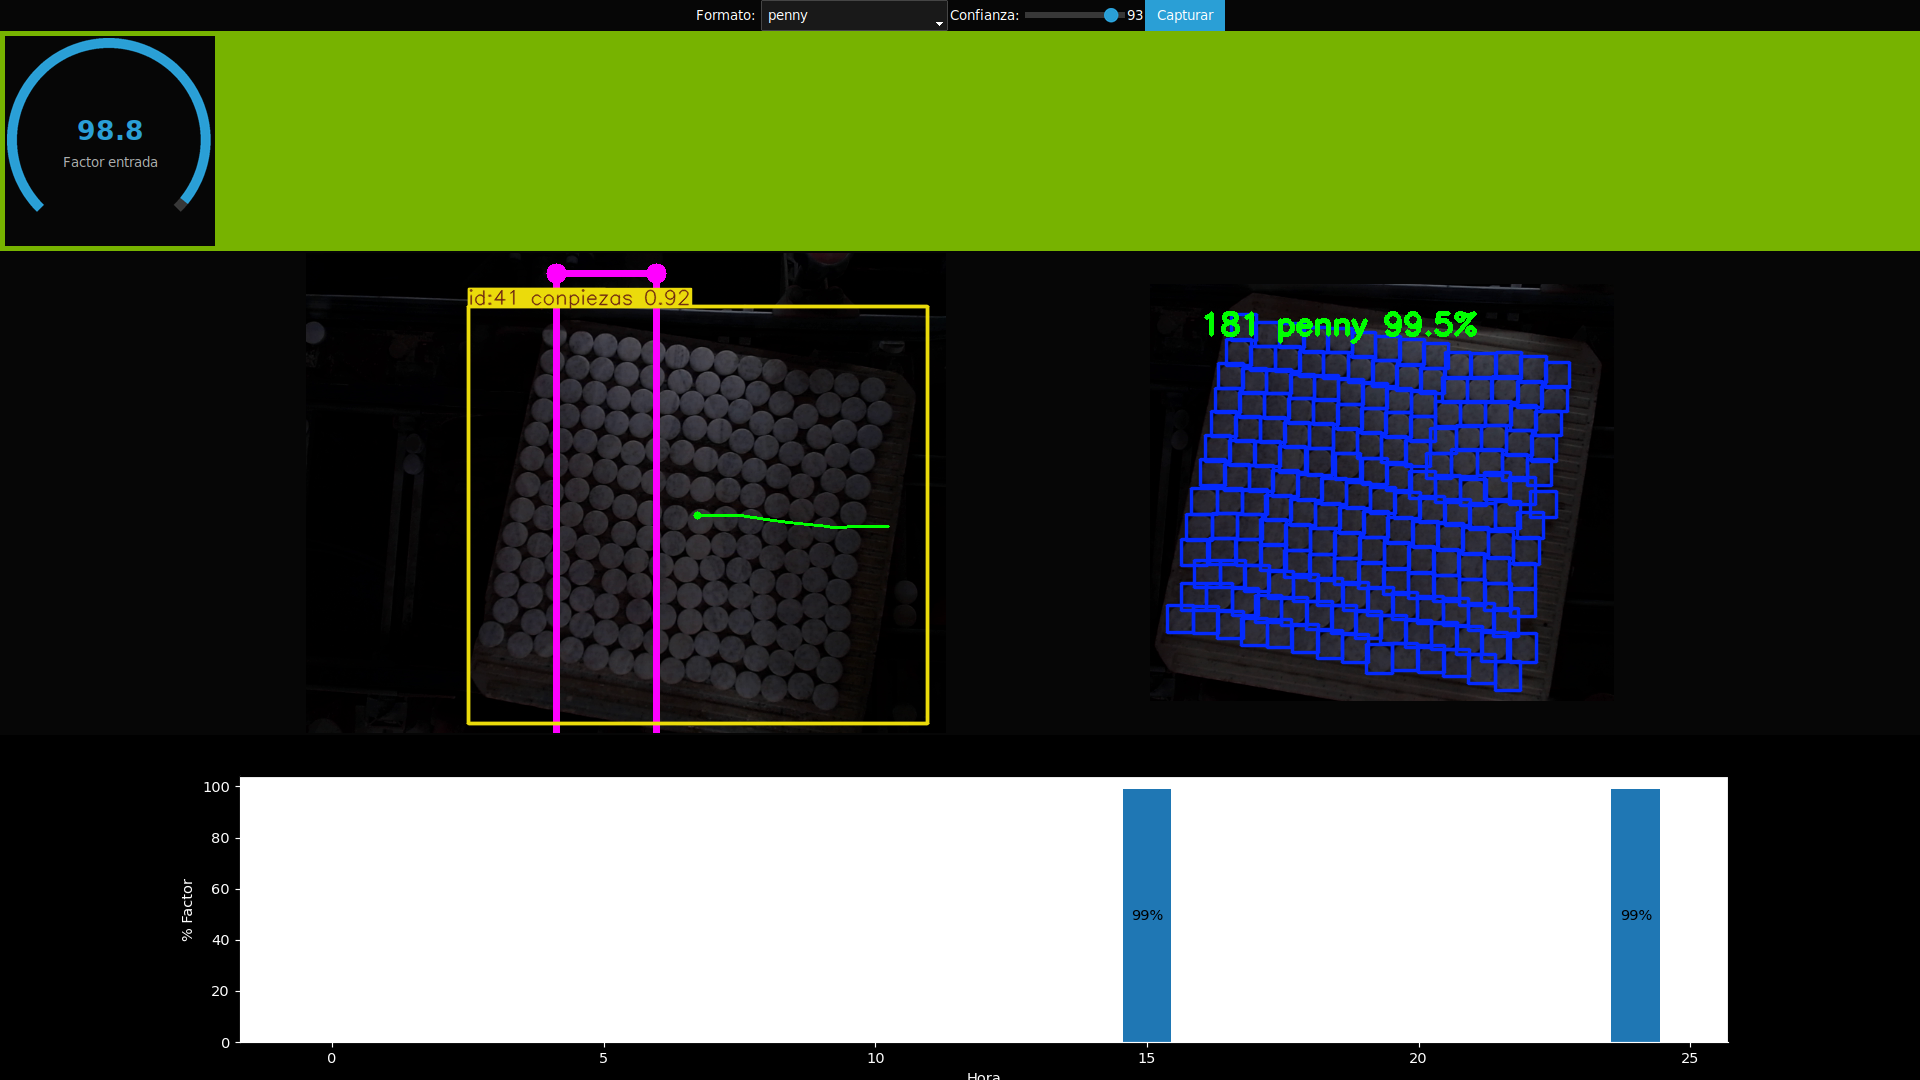 Formato: penny Confianza: 93 Capturar
98.8
Factor entrada
id:41 conpiezas 0.92
181 penny 99.5%
100
80
60
40
20
0
% Factor
99% 99%
0 5 10 15 20 25
Hora